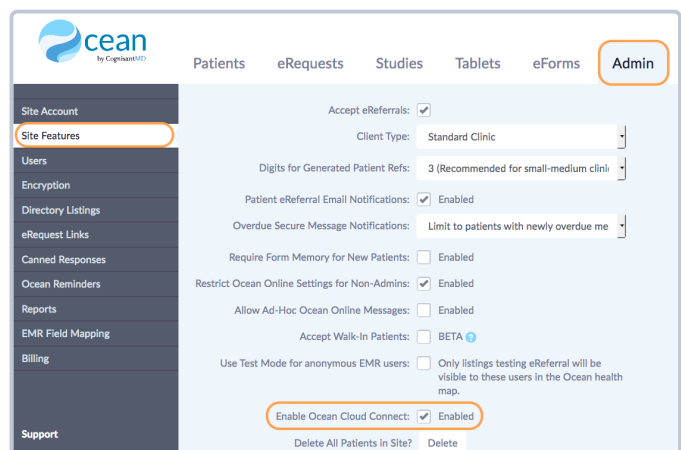 cean
by CognisantMD
Patients eRequests Studies Tablets eForms Admin
Site Account
Site Features
Users
Encryption
Directory Listings
eRequest Links
Canned Responses
Ocean Reminders
Reports
EMR Field Mapping
Billing
Support
Accept eReferrals:
Client Type: Standard Clinic
Digits for Generated Patient Refs: 3 (Recommended for small-medium clini
Patient eReferral Email Notifications: Enabled
Overdue Secure Message Notifications: Limit to patients with newly overdue me
Require Form Memory for New Patients: Enabled
Restrict Ocean Online Settings for Non-Admins: Enabled
Allow Ad-Hoc Ocean Online Messages: Enabled
Accept Walk-In Patients: BETA ?
Use Test Mode for anonymous EMR users: Only listings testing eReferral will be
visible to these users in the Ocean health
map.
Enable Ocean Cloud Connect: Enabled
Delete All Patients in Site? Delete